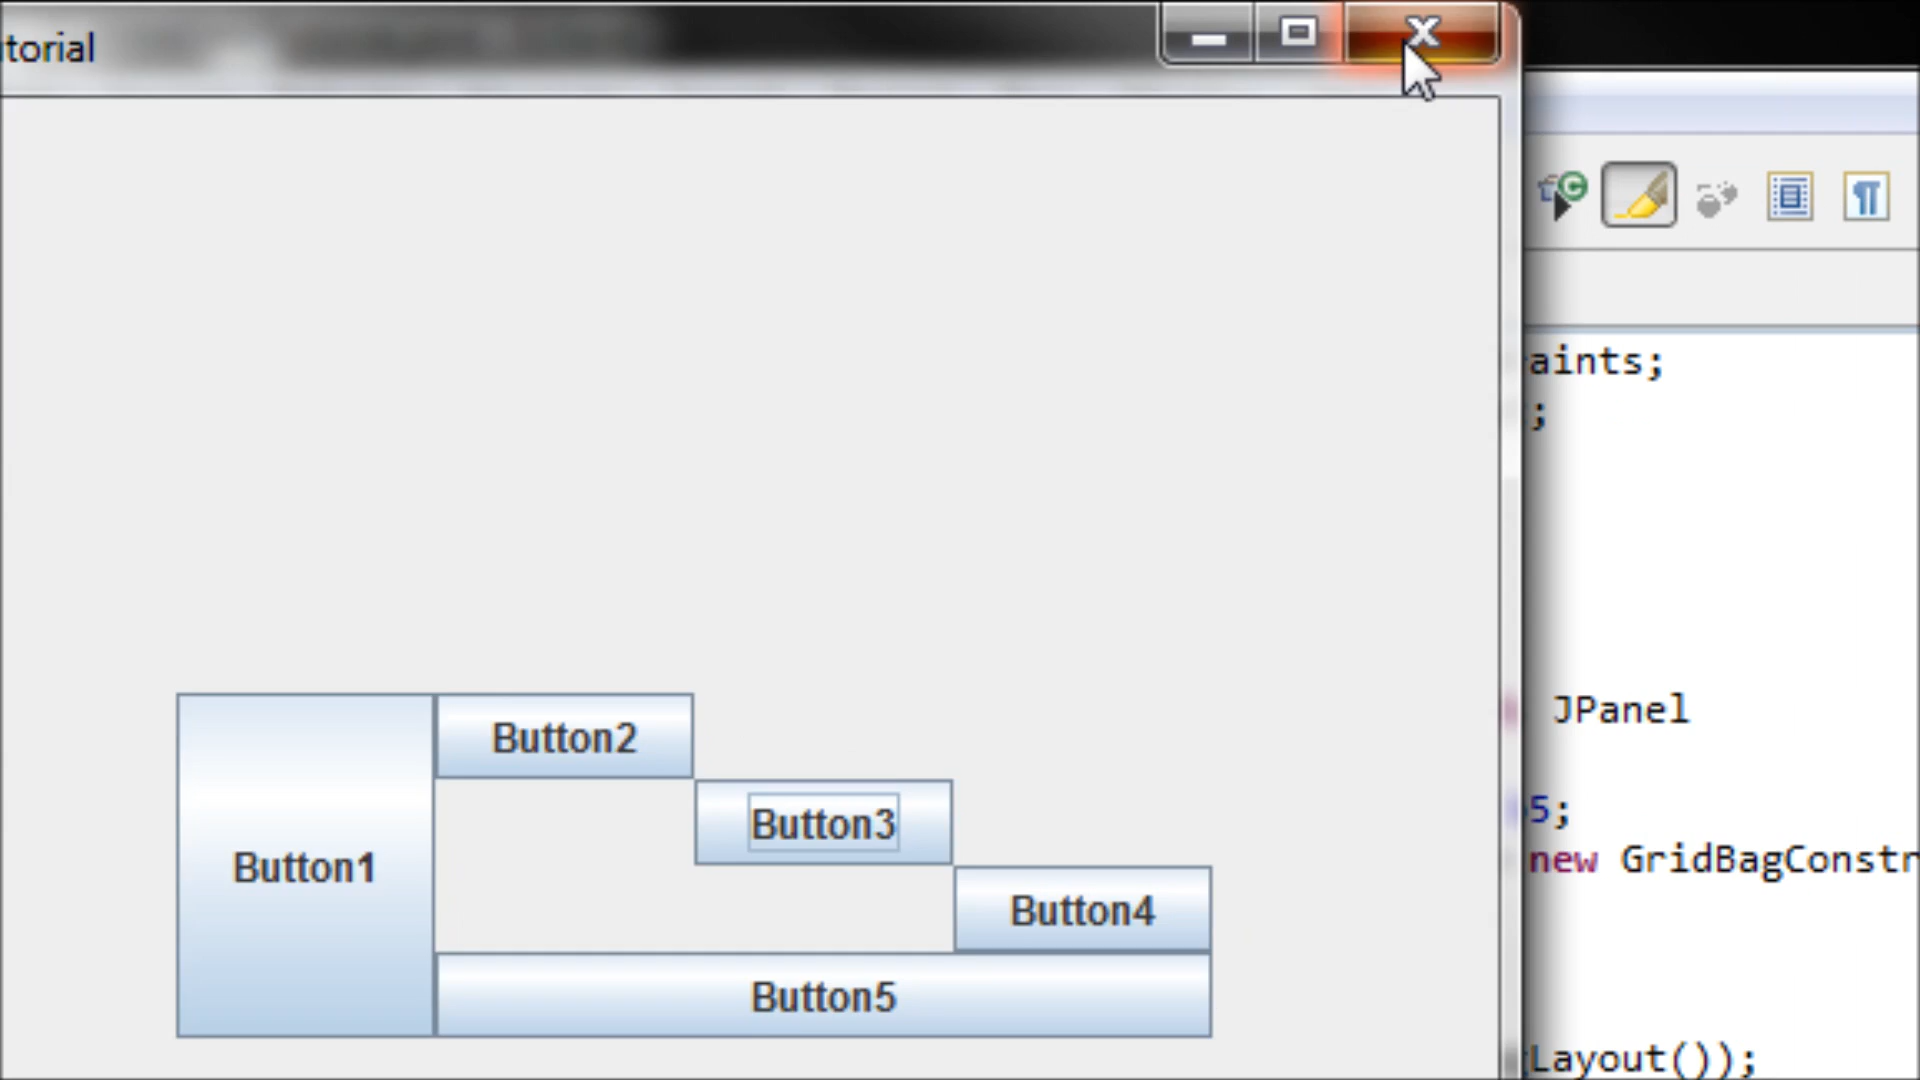 torial
aints;
;
JPanel
5;
new GridBagConstr
Layout());
Button1
Button2
Button3
Button4
Button5